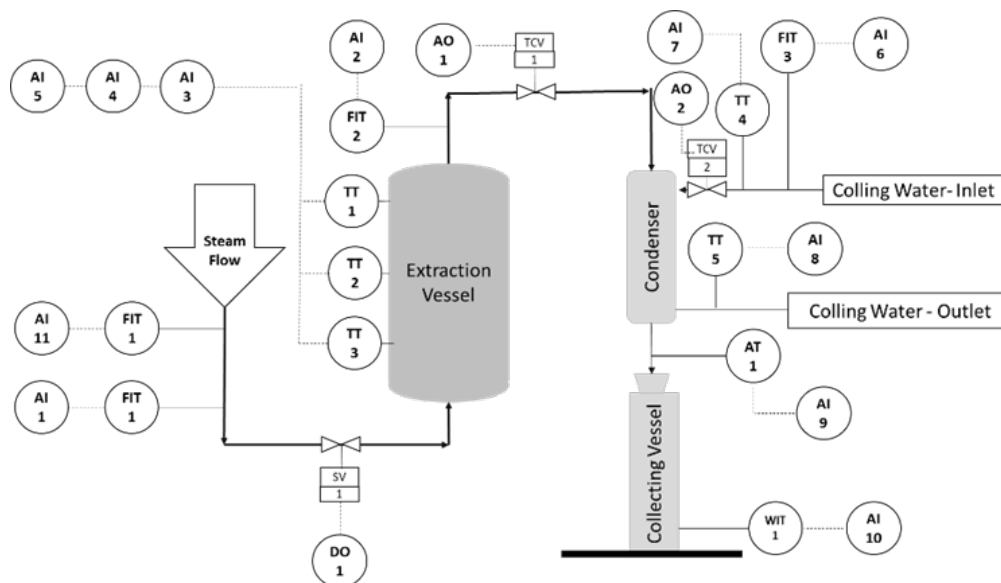 AI
2
AO
1
TCV
1
AI
7
FIT
3
AI
6
AI
5
AI
4
AI
3
FIT
2
AO
2
TT
4
TCV
2
Colling Water- Inlet
TT
1
Steam
Flow
TT
2
Extraction
Vessel
Condenser
TT
5
AI
8
Colling Water - Outlet
AI
11
FIT
1
TT
3
AT
1
AI
1
FIT
1
AI
9
SV
1
Collecting Vessel
DO
1
WIT
1
AI
10